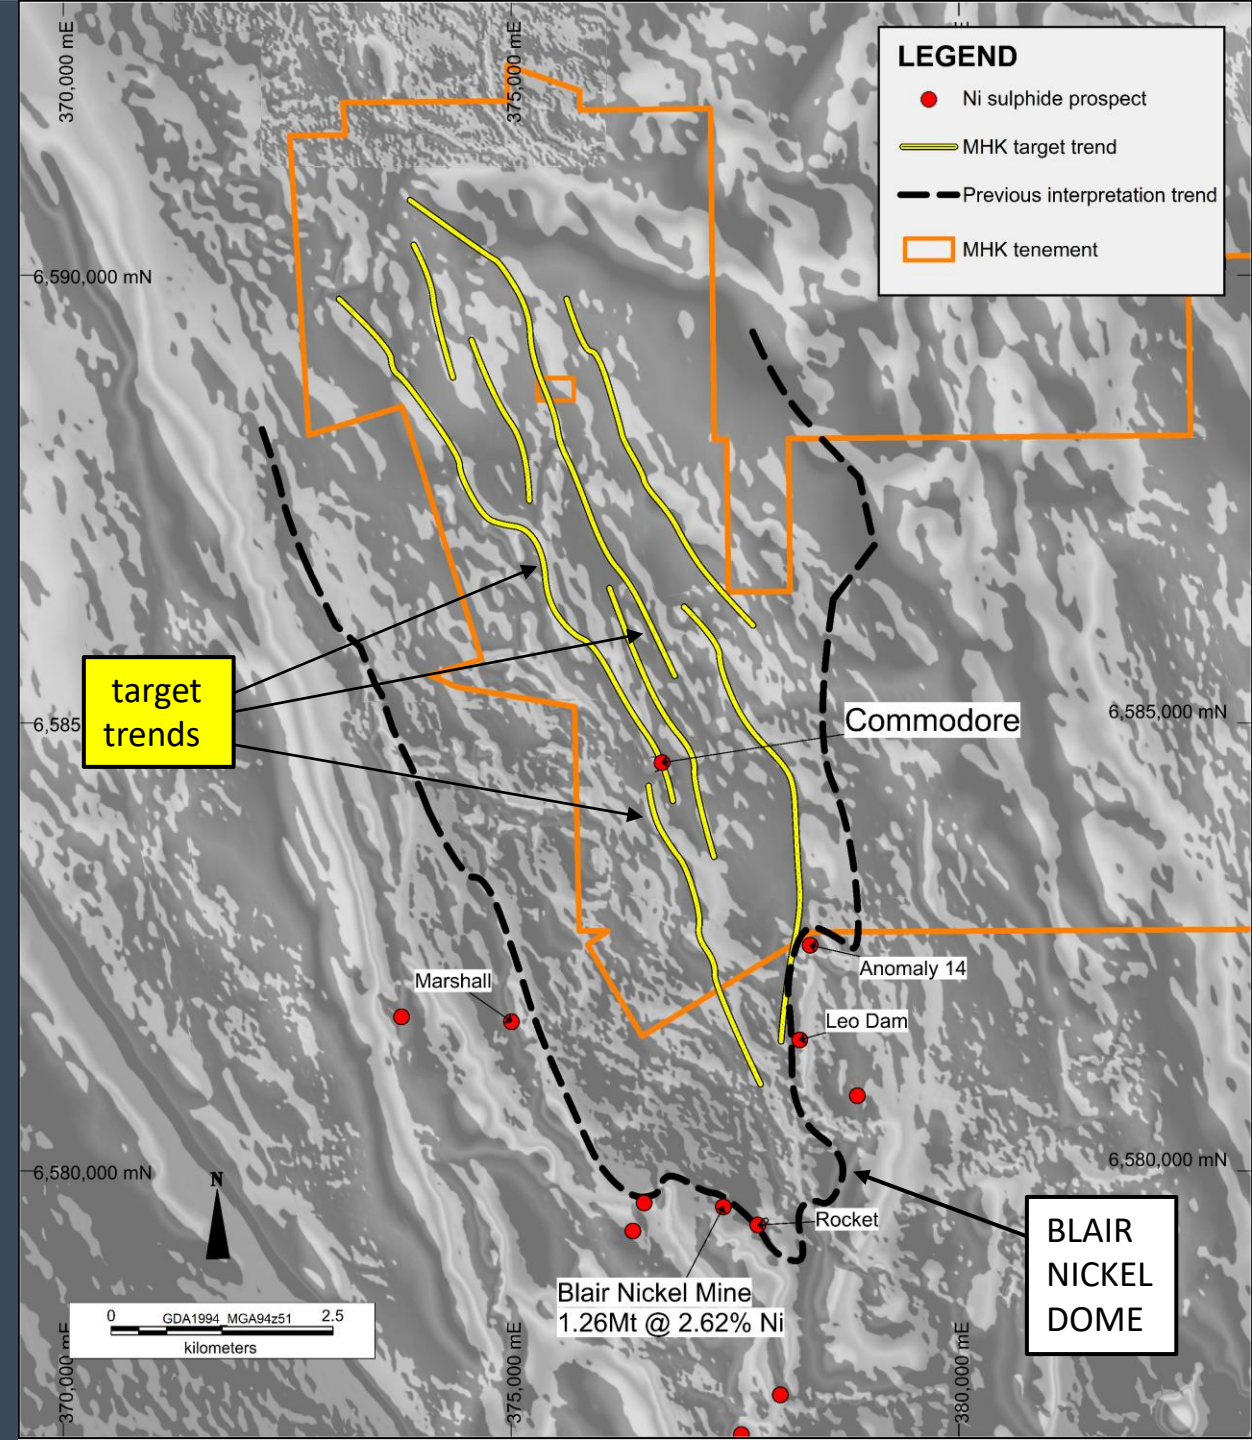 370,000 mE
375,000 mE
LEGEND
Ni sulphide prospect
MHK target trend
Previous interpretation trend
MHK tenement
6,590,000 mN
target
trends
6,585
Commodore
6,585,000 mN
Marshall
Anomaly 14
Leo Dam
6,580,000 mN
6,580,000 mN
N
Rocket
BLAIR
NICKEL
DOME
Blair Nickel Mine
1.26Mt @ 2.62% Ni
0 GDA1994_MGA94z51 2.5
kilometers
370,000 mE
375,000 mE
380,000 mE